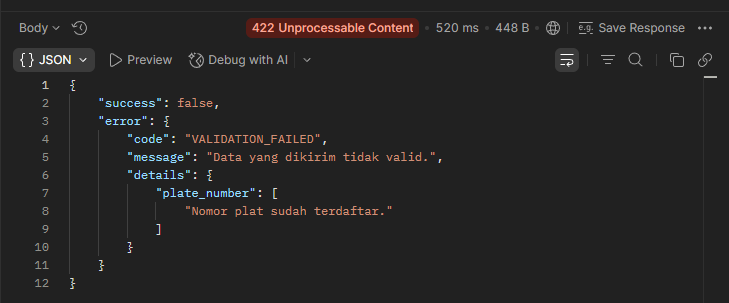 Body 422 Unprocessable Content • 520 ms • 448 B • e.g. Save Response
{} JSON Preview Debug with AI
1 {
2 "success": false,
3 "error": {
4 "code": "VALIDATION_FAILED",
5 "message": "Data yang dikirim tidak valid.",
6 "details": {
7 "plate_number": [
8 "Nomor plat sudah terdaftar."
9 ]
10 }
11 }
12 }